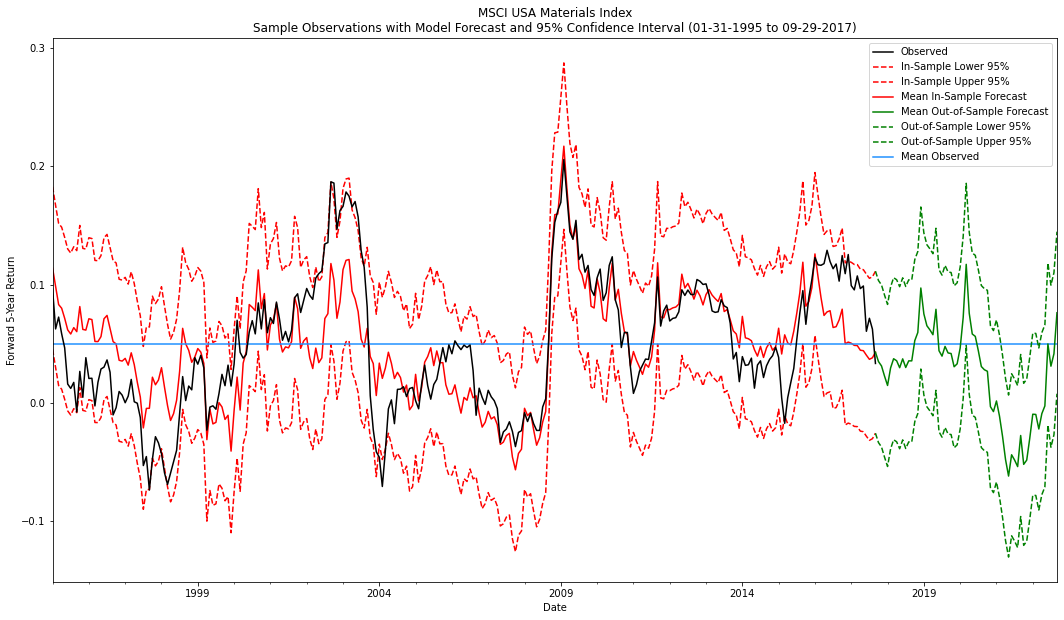 MSCI USA Materials Index
Sample Observations with Model Forecast and 95% Confidence Interval (01-31-1995 to 09-29-2017)
Observed
In-Sample Lower 95%
In-Sample Upper 95%
Mean In-Sample Forecast
Mean Out-of-Sample Forecast
Out-of-Sample Lower 95%
Out-of-Sample Upper 95%
Mean Observed
Forward 5-Year Return
0.3
0.2
0.1
0.0
−0.1
1999
2004
2009
2014
2019
Date